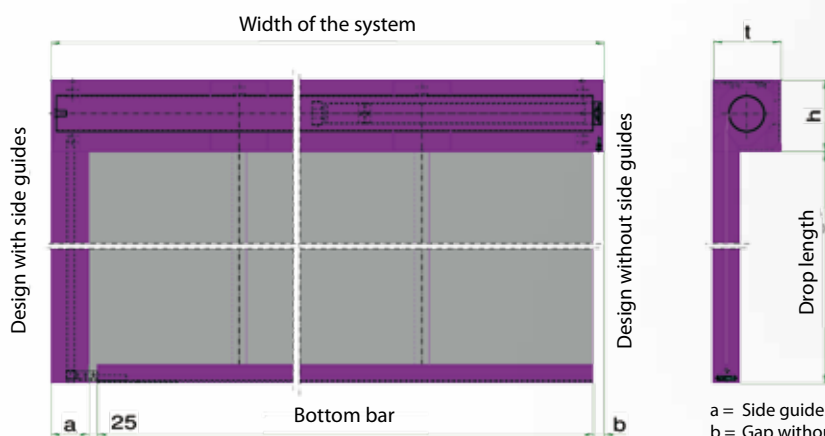 Width of the system
t
h
Design with side guides
Design without side guides
Drop length
a
25
Bottom bar
b
a = Side guide
b = Gap